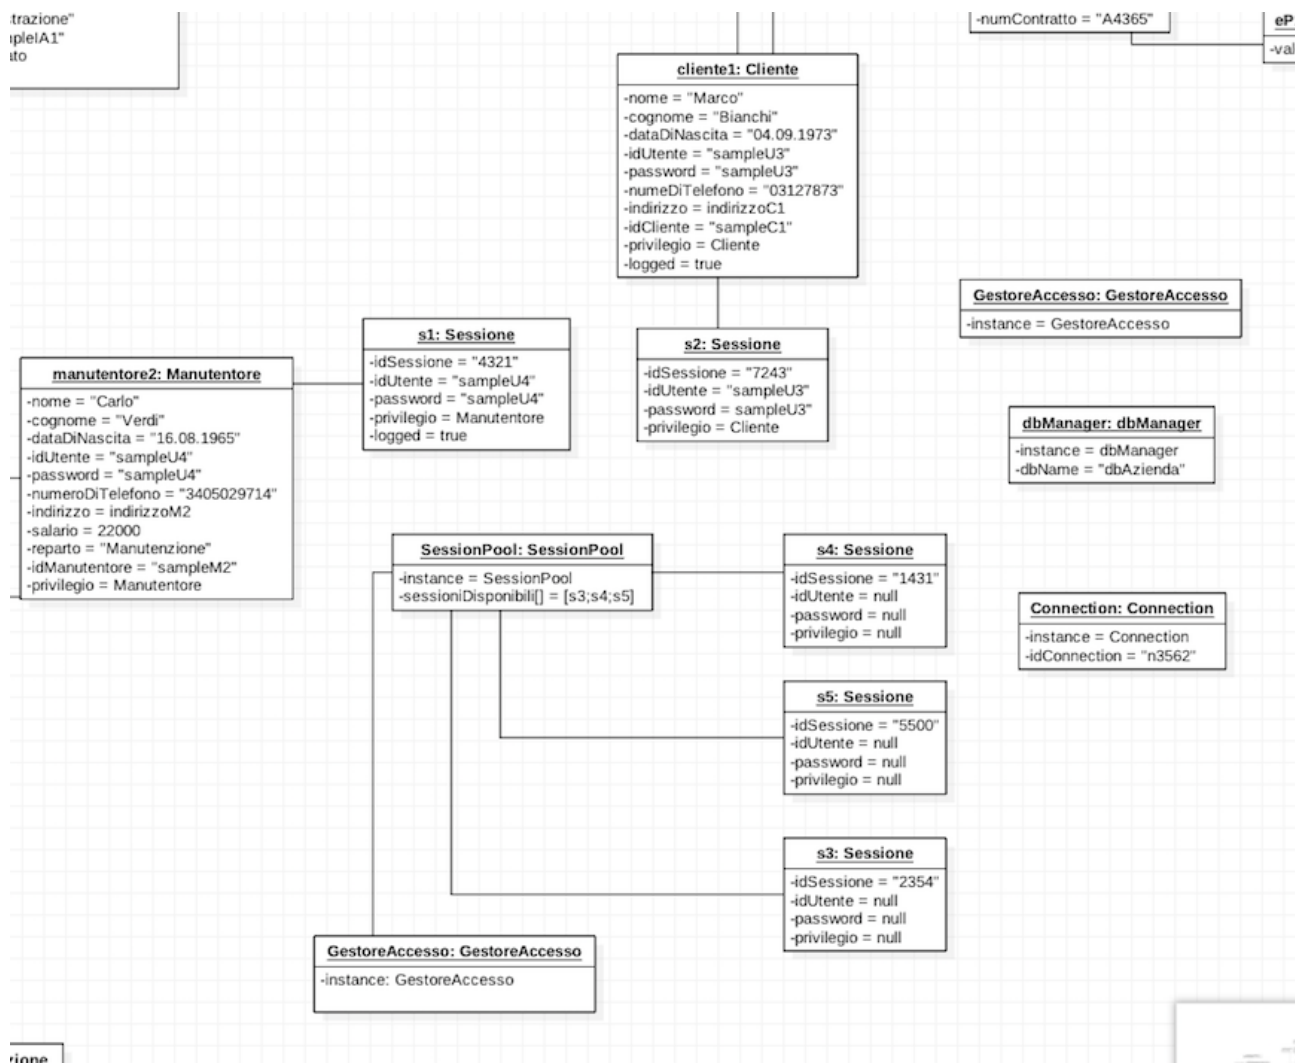 strazione"
mpleIA1"
ato
-numContratto = "A4365"
eP
-val
cliente1: Cliente
-nome = "Marco"
-cognome = "Bianchi"
-dataDiNascita = "04.09.1973"
-idUtente = "sampleU3"
-password = "sampleU3"
-numeDiTelefono = "03127873"
-indirizzo = indirizzoC1
-idCliente = "sampleC1"
-privilegio = Cliente
-logged = true
GestoreAccesso: GestoreAccesso
-instance = GestoreAccesso
s1: Sessione
-idSessione = "4321"
-idUtente = "sampleU4"
-password = "sampleU4"
-privilegio = Manutentore
-logged = true
s2: Sessione
-idSessione = "7243"
-idUtente = "sampleU3"
-password = sampleU3"
-privilegio = Cliente
manutentore2: Manutentore
-nome = "Carlo"
-cognome = "Verdi"
-dataDiNascita = "16.08.1965"
-idUtente = "sampleU4"
-password = "sampleU4"
-numeroDiTelefono = "3405029714"
-indirizzo = indirizzoM2
-salario = 22000
-reparto = "Manutenzione"
-idManutentore = "sampleM2"
-privilegio = Manutentore
dbManager: dbManager
-instance = dbManager
-dbName = "dbAzienda"
SessionPool: SessionPool
-instance = SessionPool
-sessioniDisponibili[] = [s3;s4;s5]
s4: Sessione
-idSessione = "1431"
-idUtente = null
-password = null
-privilegio = null
Connection: Connection
-instance = Connection
-idConnection = "n3562"
s5: Sessione
-idSessione = "5500"
-idUtente = null
-password = null
-privilegio = null
s3: Sessione
-idSessione = "2354"
-idUtente = null
-password = null
-privilegio = null
GestoreAccesso: GestoreAccesso
-instance: GestoreAccesso
zione